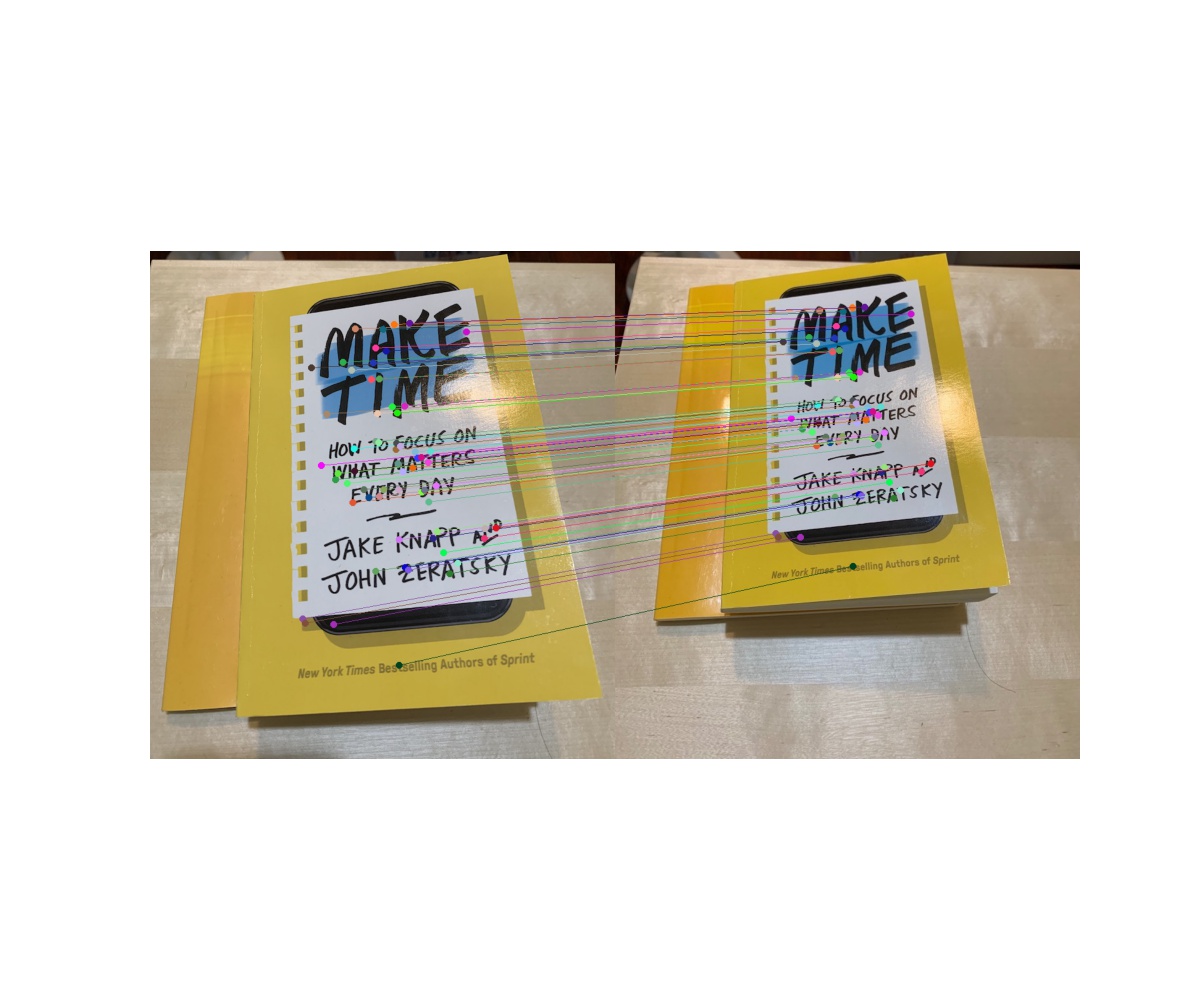 MAKE
TIME
HOW TO FOCUS ON
WHAT MATTERS
EVERY DAY
JAKE KNAPP AND
JOHN ZERATSKY
New York Times Bestselling Authors of Sprint
MAKE
TIME
HOW TO FOCUS ON
WHAT MATTERS
EVERY DAY
JAKE KNAPP AND
JOHN ZERATSKY
New York Times Bestselling Authors of Sprint